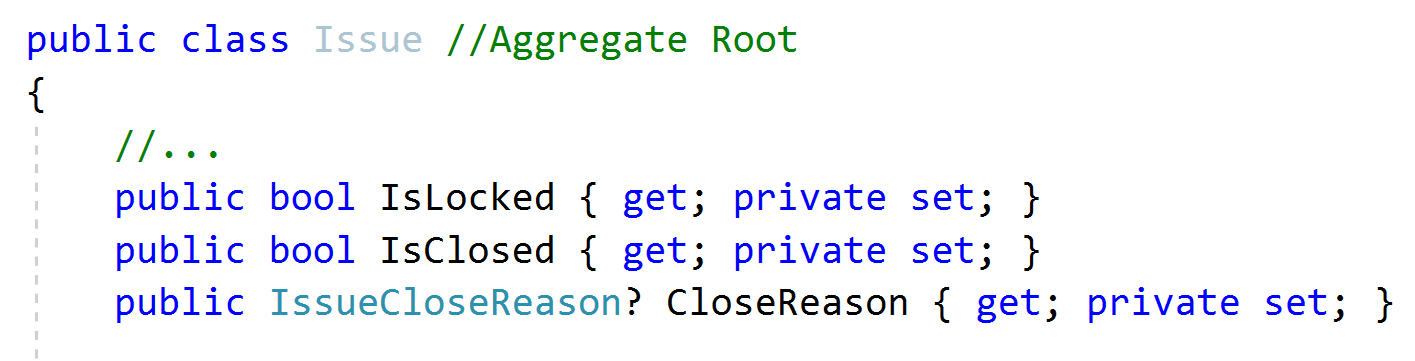 public class Issue //Aggregate Root
{
//...
public bool IsLocked { get; private set; }
public bool IsClosed { get; private set; }
public IssueCloseReason? CloseReason { get; private set; }